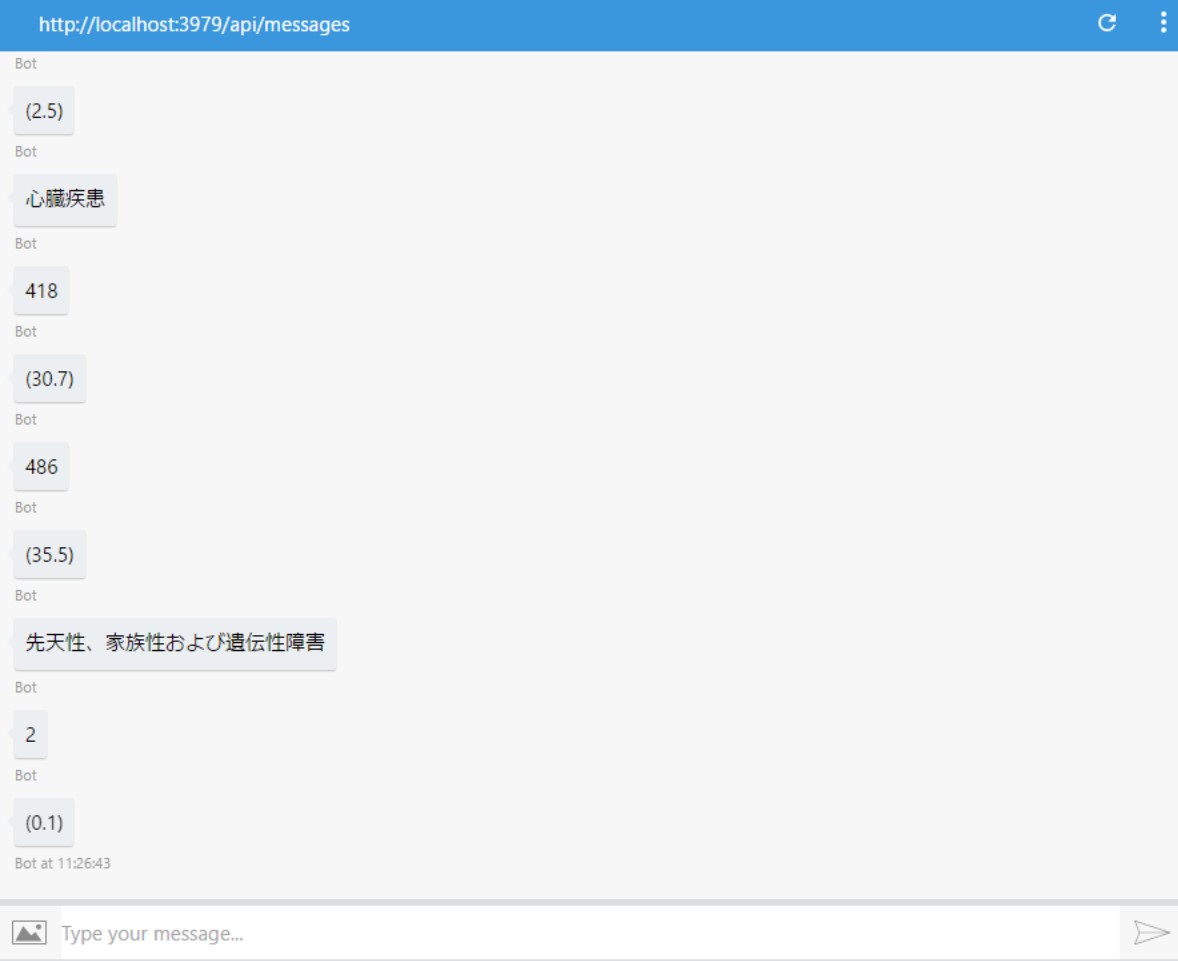 http://localhost:3979/api/messages
Bot
(2.5)
Bot
心臓疾患
Bot
418
Bot
(30.7)
Bot
486
Bot
(35.5)
Bot
先天性、家族性および遺伝性障害
Bot
2
Bot
(0.1)
Bot at 11:26:43
Type your message...